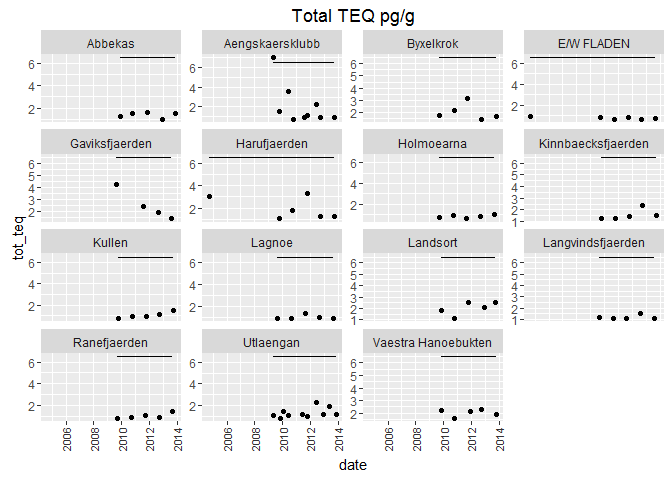 Total TEQ pg/g
Abbekas Aengskaersklubb Byxelkrok E/W FLADEN
6 4 2 6 4 2 6 5 4 3 2 6 4 2
Gaviksfjaerden Harufjaerden Holmoearna Kinnbaecksfjaerden
6 5 4 3 2 6 4 2 6 4 2 6 5 4 3 2 1
Kullen Lagnoe Landsort Langvindsfjaerden
6 4 2 6 4 2 6 5 4 3 2 1 6 5 4 3 2 1
Ranefjaerden Utlaengan Vaestra Hanoebukten
6 4 2 6 4 2 6 5 4 3 2
tot_teq
2006 2008 2010 2012 2014 2006 2008 2010 2012 2014 2006 2008 2010 2012 2014
date